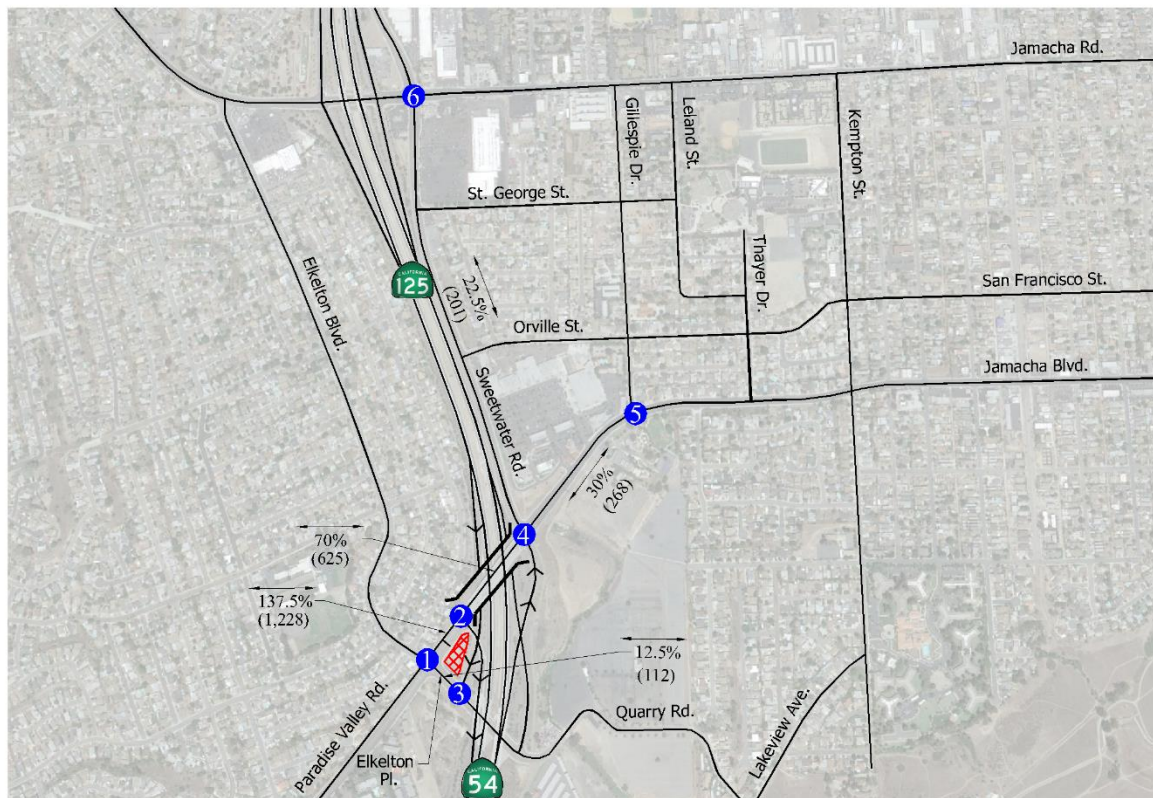 Jamacha Rd.
6
Gillespie Dr.
Leland St.
Kempton St.
St. George St.
Elkelton Blvd.
CALIFORNIA
125
22.5%
(201)
Thayer Dr.
San Francisco St.
Orville St.
Sweetwater Rd.
Jamacha Blvd.
5
30%
(268)
4
70%
(625)
137.5%
(1,228)
2
1
12.5%
(112)
3
Paradise Valley Rd.
Quarry Rd.
Lakeview Ave.
Elkelton
Pl.
CALIFORNIA
54